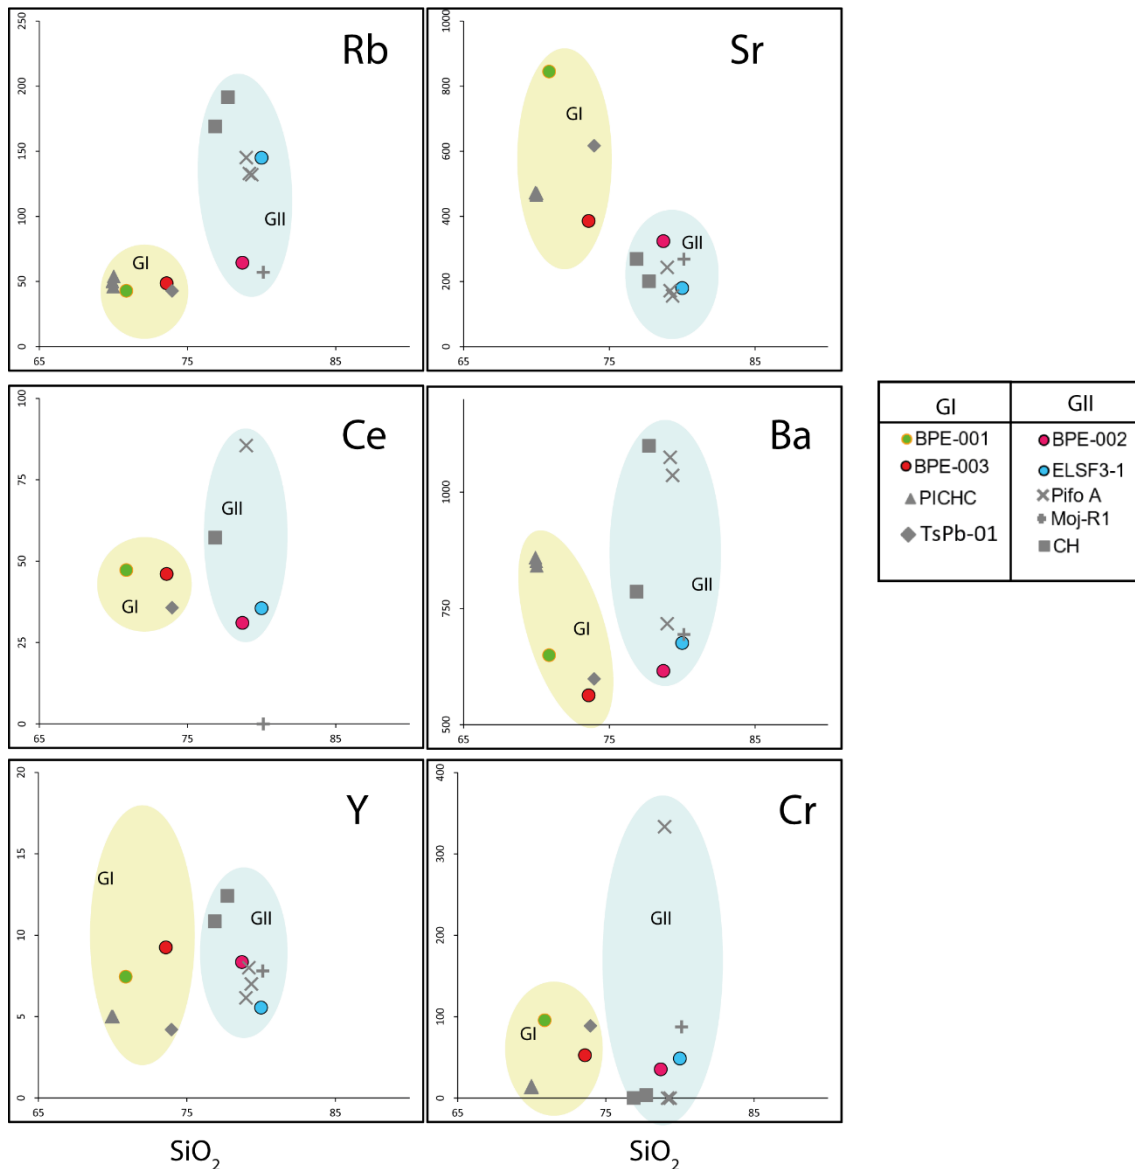 Rb
250
200
150
100
50
0
65
75
85
GI
GII
Sr
1000
800
600
400
200
0
65
75
85
GI
GII
Ce
100
75
50
25
0
65
75
85
GI
GII
Ba
1000
750
500
65
75
85
GI
GII
Y
20
15
10
5
0
65
75
85
GI
GII
SiO₂
Cr
400
300
200
100
0
65
75
85
GI
GII
SiO₂
GI GII
BPE-001 BPE-002
BPE-003 ELSF3-1
PICHC Pifo A
TsPb-01 Moj-R1
CH